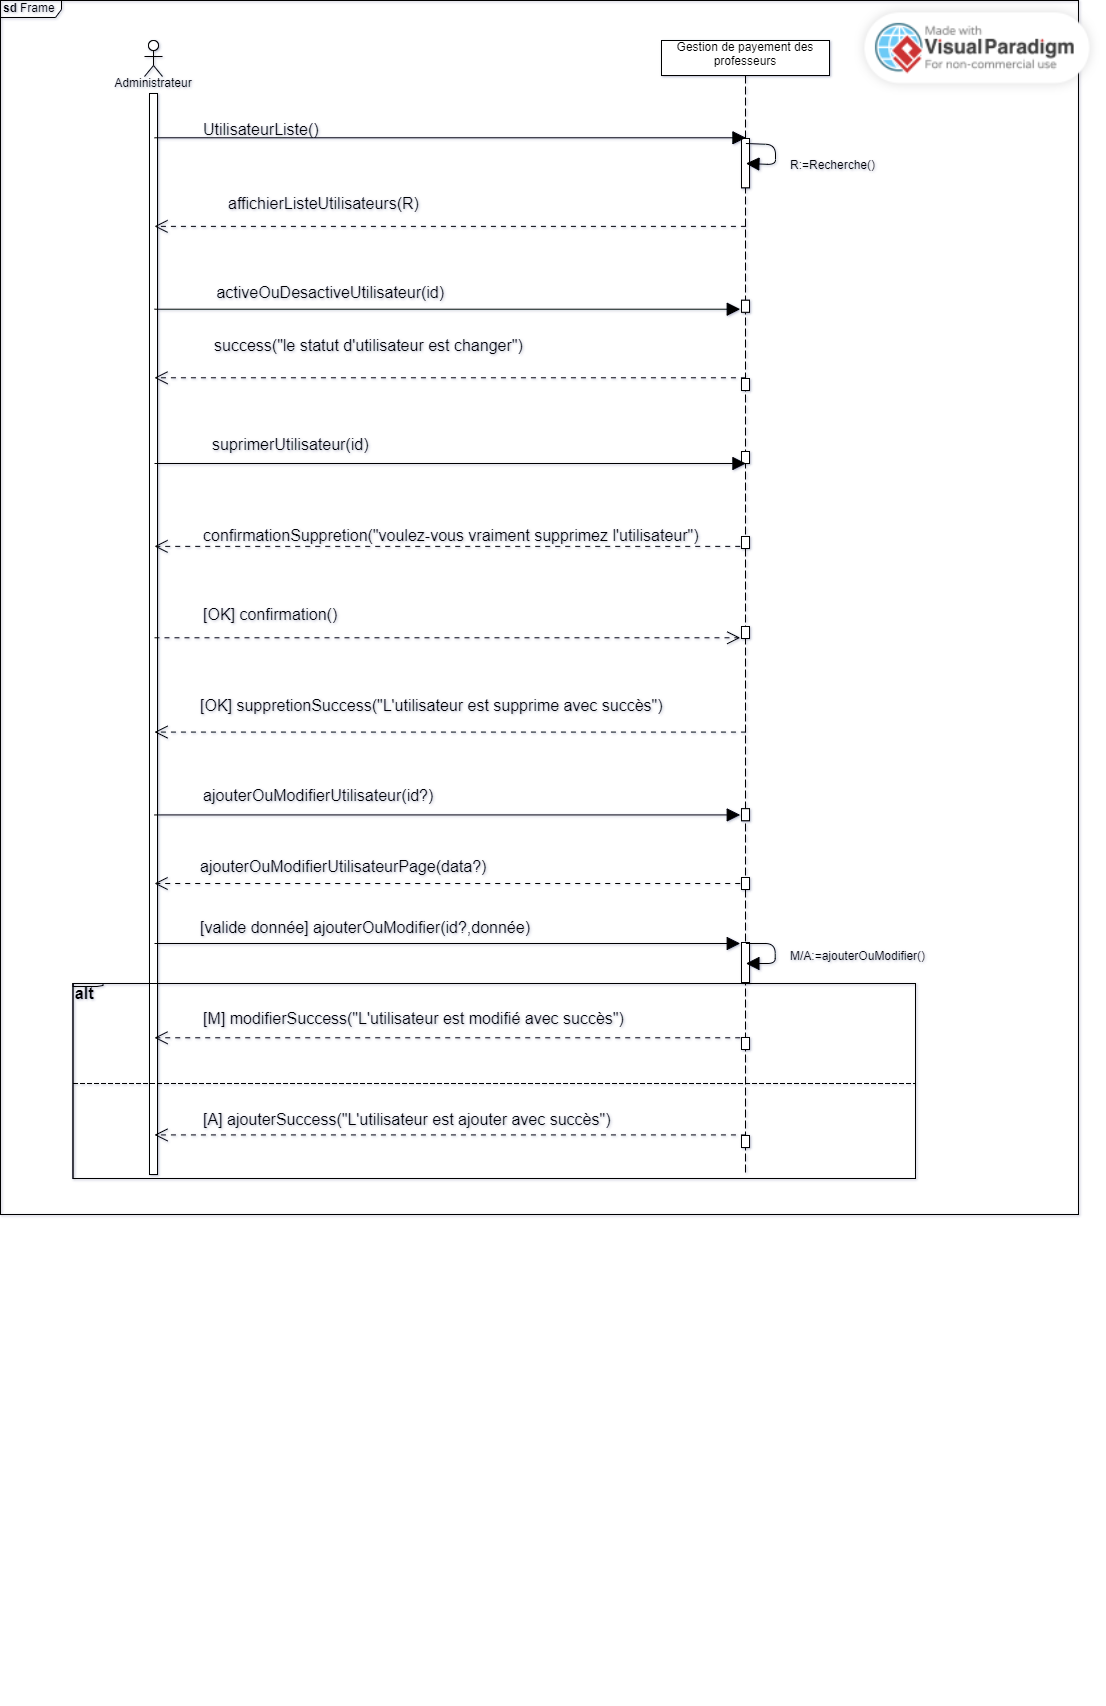 sd Frame
Made with
Visual Paradigm
For non-commercial use
Administrateur
Gestion de payement des
professeurs
UtilisateurListe()
R:=Recherche()
affichierListeUtilisateurs(R)
activeOuDesactiveUtilisateur(id)
success("le statut d'utilisateur est changer")
suprimerUtilisateur(id)
confirmationSuppretion("voulez-vous vraiment supprimez l'utilisateur")
[OK] confirmation()
[OK] suppretionSuccess("L'utilisateur est supprime avec succès")
ajouterOuModifierUtilisateur(id?)
ajouterOuModifierUtilisateurPage(data?)
[valide donnée] ajouterOuModifier(id?,donnée)
M/A:=ajouterOuModifier()
alt
[M] modifierSuccess("L'utilisateur est modifié avec succès")
[A] ajouterSuccess("L'utilisateur est ajouter avec succès")